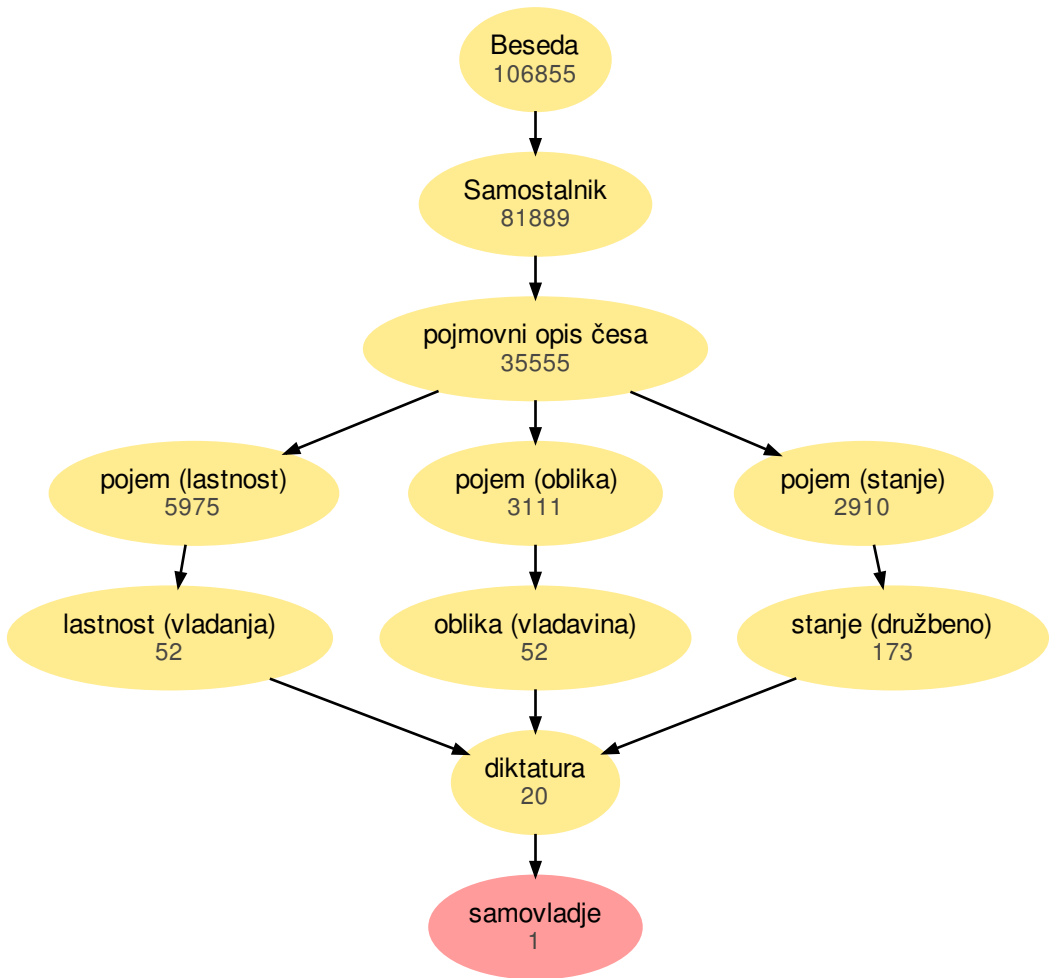 Beseda
106855
Samostalnik
81889
pojmovni opis česa
35555
pojem (lastnost)
5975
pojem (oblika)
3111
pojem (stanje)
2910
lastnost (vladanja)
52
oblika (vladavina)
52
stanje (družbeno)
173
diktatura
20
samovladje
1